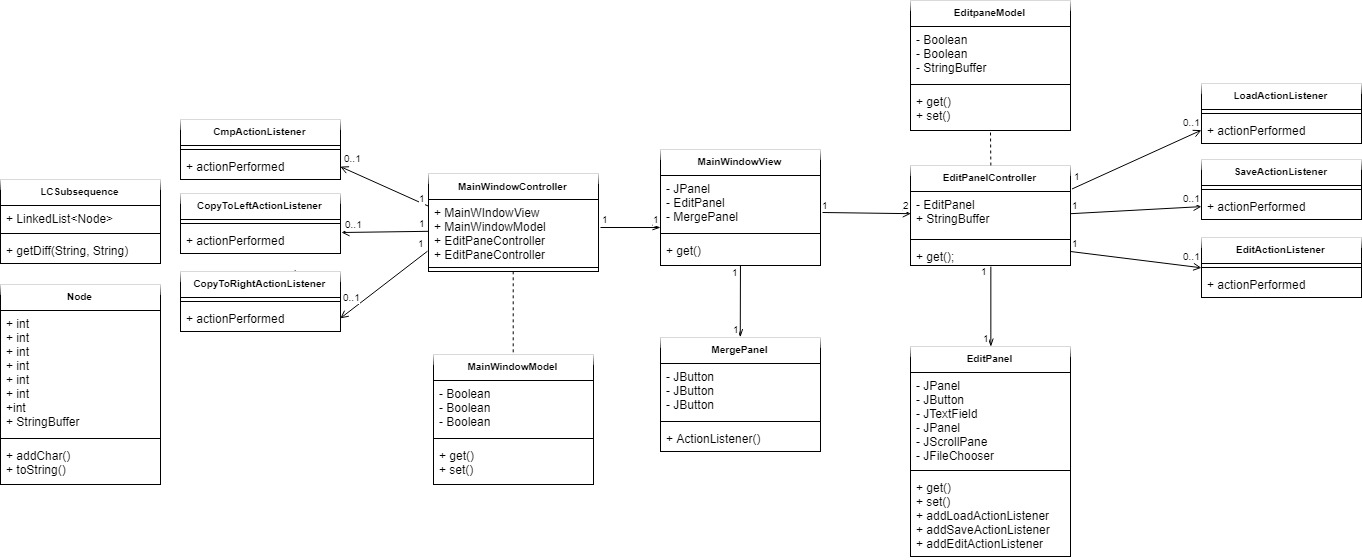 EditpaneModel
- Boolean
- Boolean
- StringBuffer
+ get()
+ set()
LoadActionListener
+ actionPerformed
CmpActionListener
+ actionPerformed
MainWindowView
- JPanel
- EditPanel
- MergePanel
+ get()
EditPanelController
- EditPanel
+ StringBuffer
+ get();
SaveActionListener
+ actionPerformed
LCSubsequence
+ LinkedList<Node>
+ getDiff(String, String)
CopyToLeftActionListener
+ actionPerformed
MainWindowController
+ MainWIndowView
+ MainWindowModel
+ EditPaneController
+ EditPaneController
EditActionListener
+ actionPerformed
CopyToRightActionListener
+ actionPerformed
0..1
1
0..1
1
0..1
1
1
1
1
2
1
0..1
1
0..1
1
0..1
1
1
1
1
Node
+ int
+ int
+ int
+ int
+ int
+ int
+int
+ StringBuffer
+ addChar()
+ toString()
MainWindowModel
- Boolean
- Boolean
- Boolean
+ get()
+ set()
MergePanel
- JButton
- JButton
- JButton
+ ActionListener()
EditPanel
- JPanel
- JButton
- JTextField
- JPanel
- JScrollPane
- JFileChooser
+ get()
+ set()
+ addLoadActionListener
+ addSaveActionListener
+ addEditActionListener